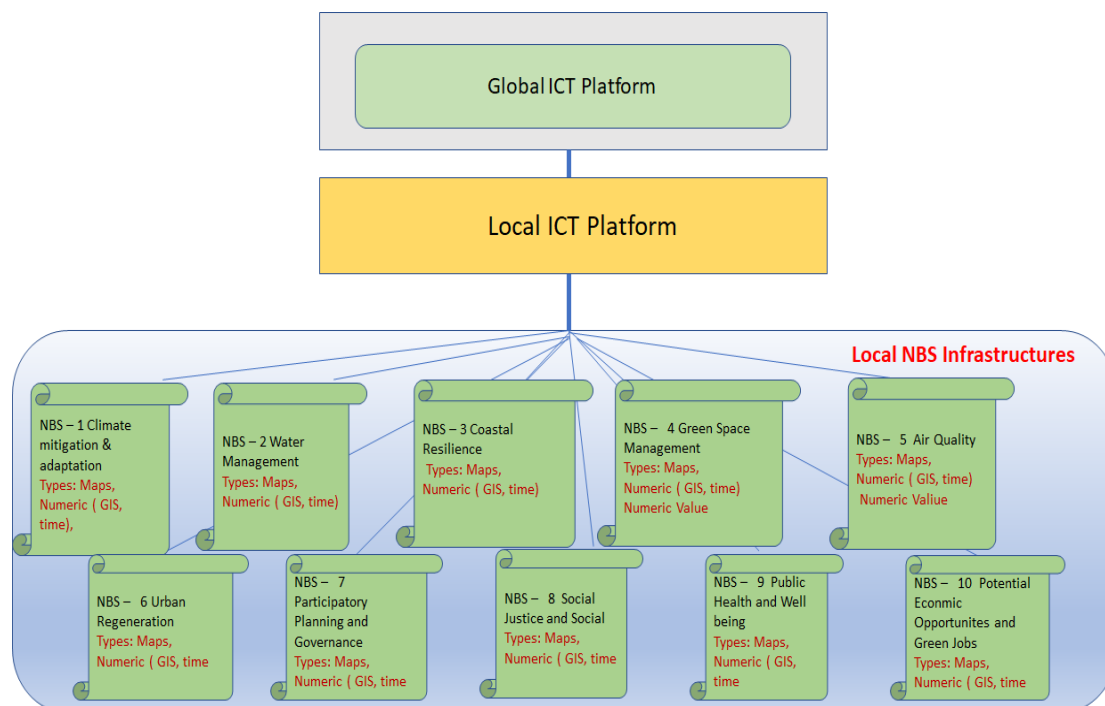 Global ICT Platform
Local ICT Platform
Local NBS Infrastructures
NBS – 1 Climate
mitigation &
adaptation
Types: Maps,
Numeric ( GIS,
time),
NBS – 2 Water
Management
Types: Maps,
Numeric ( GIS, time)
NBS – 3 Coastal
Resilience
Types: Maps,
Numeric ( GIS, time)
NBS – 4 Green Space
Management
Types: Maps,
Numeric ( GIS, time)
Numeric Value
NBS – 5 Air Quality
Types: Maps,
Numeric ( GIS, time)
Numeric Valiue
NBS – 6 Urban
Regeneration
Types: Maps,
Numeric ( GIS, time
NBS – 7
Participatory
Planning and
Governance
Types: Maps,
Numeric ( GIS, time
NBS – 8 Social
Justice and Social
Types: Maps,
Numeric ( GIS, time
NBS – 9 Public
Health and Well
being
Types: Maps,
Numeric ( GIS,
time
NBS – 10 Potential
Econmic
Opportunites and
Green Jobs
Types: Maps,
Numeric ( GIS, time